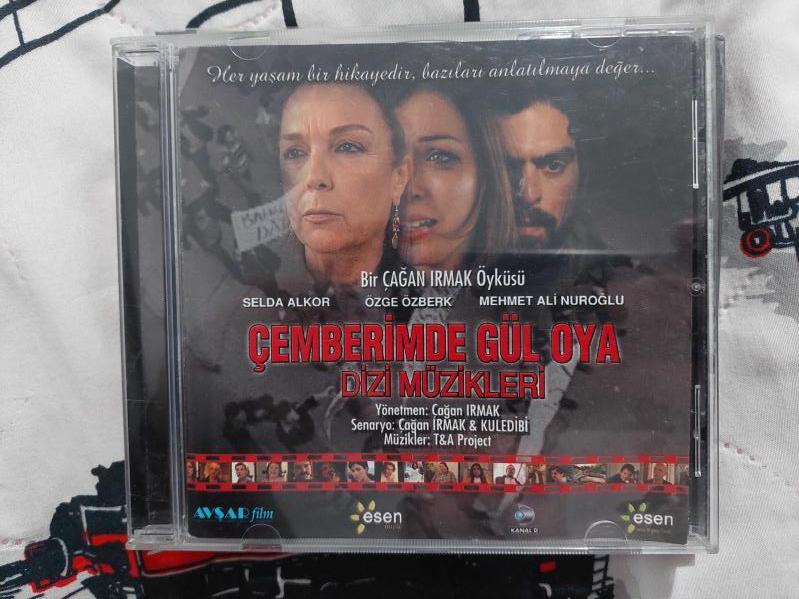 Her yaşam bir hikayedir, bazıları anlatılmaya değer...
Bir ÇAĞAN IRMAK Öyküsü
SELDA ALKOR ÖZGE ÖZBERK MEHMET ALİ NUROĞLU
ÇEMBERİMDE GÜL OYA
DİZİ MÜZİKLERİ
Yönetmen: Çağan IRMAK
Senaryo: Çağan IRMAK & KULEDİBİ
Müzikler: T&A Project
AVŞAR film esen KANAL D esen